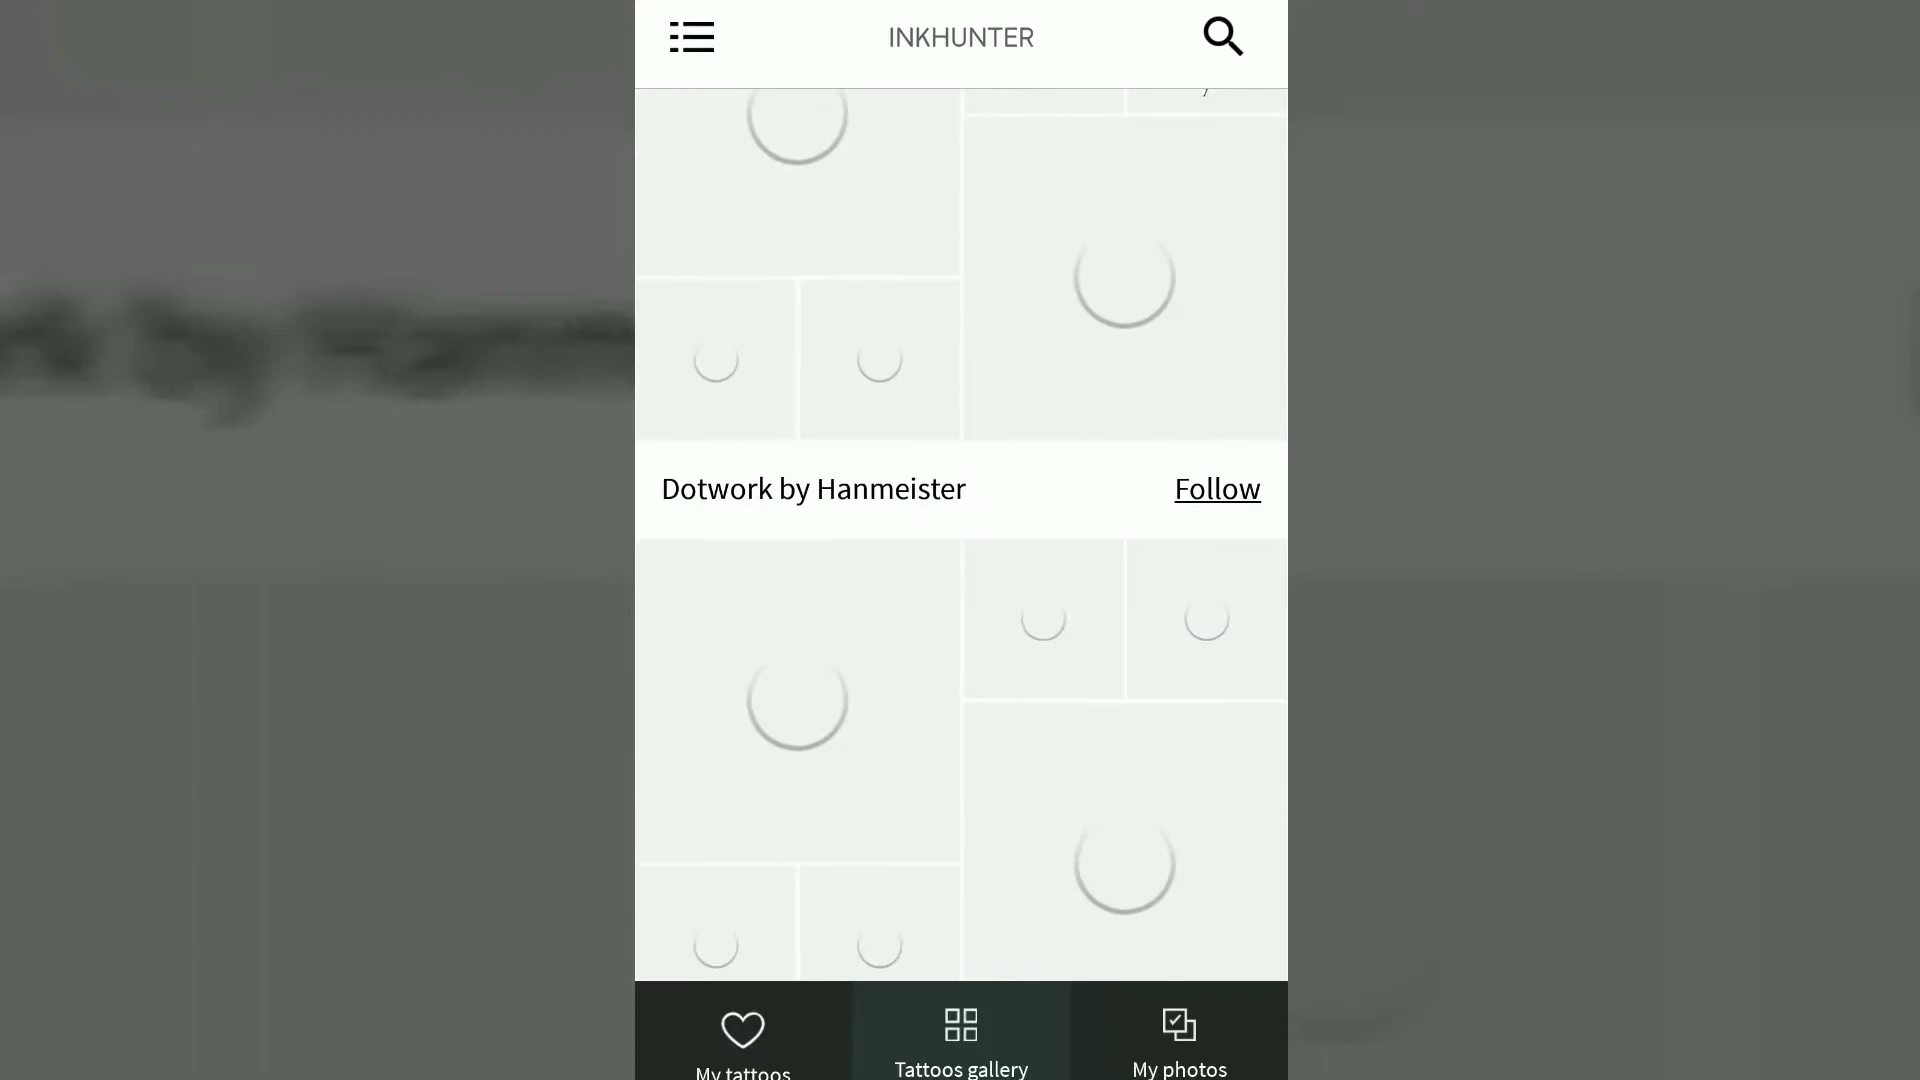 INKHUNTER
Dotwork by Hanmeister
Follow
My tattoos
Tattoos gallery
My photos